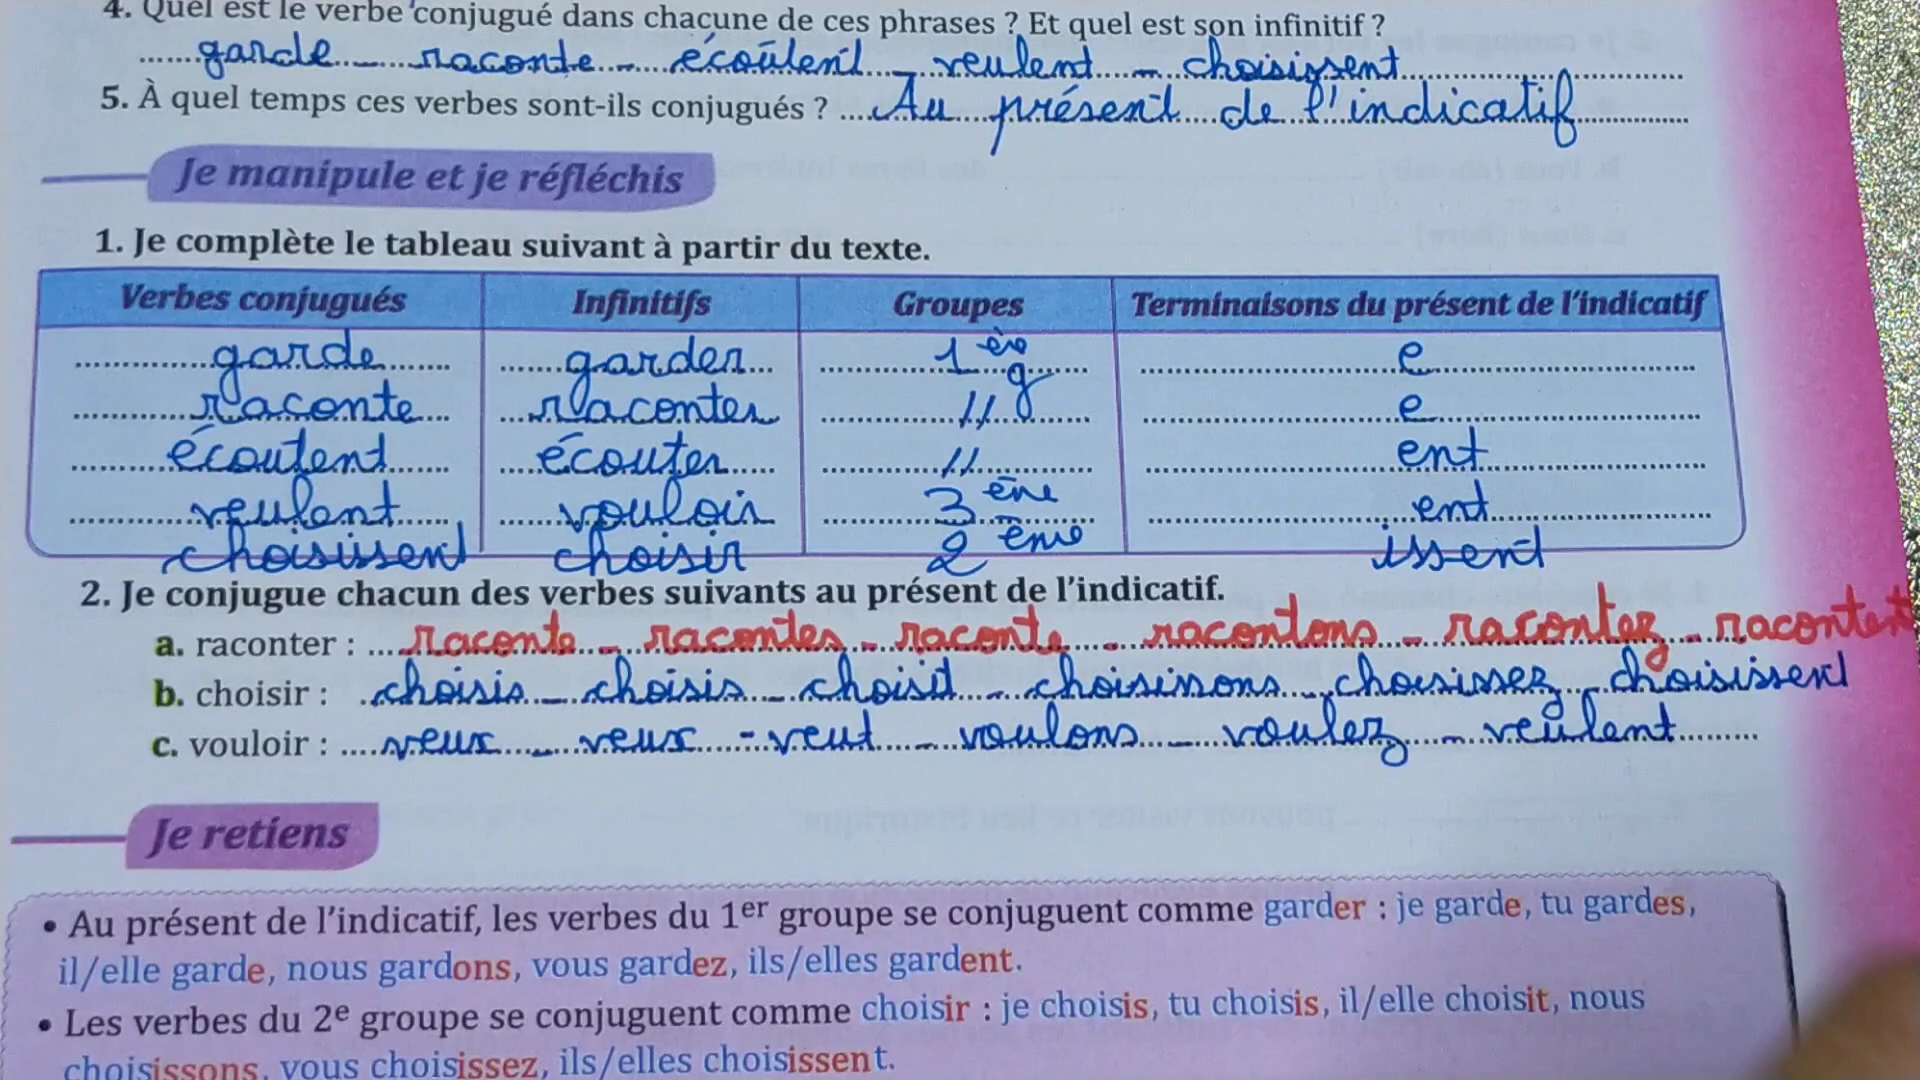 4. Quel est le verbe conjugué dans chacune de ces phrases ? Et quel est son infinitif ?
garde - raconte - écoutent - veulent - choisissent
5. À quel temps ces verbes sont-ils conjugués ? Au présent de l'indicatif
Je manipule et je réfléchis
1. Je complète le tableau suivant à partir du texte.
Verbes conjugués Infinitifs Groupes Terminaisons du présent de l'indicatif
garde garder 1 èr g e
raconte raconter // e
écoutent écouter // ent
veulent vouloir 3 ème ent
choisissent choisir 2 ème issent
2. Je conjugue chacun des verbes suivants au présent de l'indicatif.
a. raconter : raconte - racontes - raconte - racontons - racontez - racontent
b. choisir : choisis - choisis - choisit - choisissons - choisissez - choisissent
c. vouloir : veux - veux - veut - voulons - voulez - veulent
Je retiens
• Au présent de l'indicatif, les verbes du 1er groupe se conjuguent comme garder : je garde, tu gardes,
il/elle garde, nous gardons, vous gardez, ils/elles gardent.
• Les verbes du 2e groupe se conjuguent comme choisir : je choisis, tu choisis, il/elle choisit, nous
choisissons, vous choisissez, ils/elles choisissent.